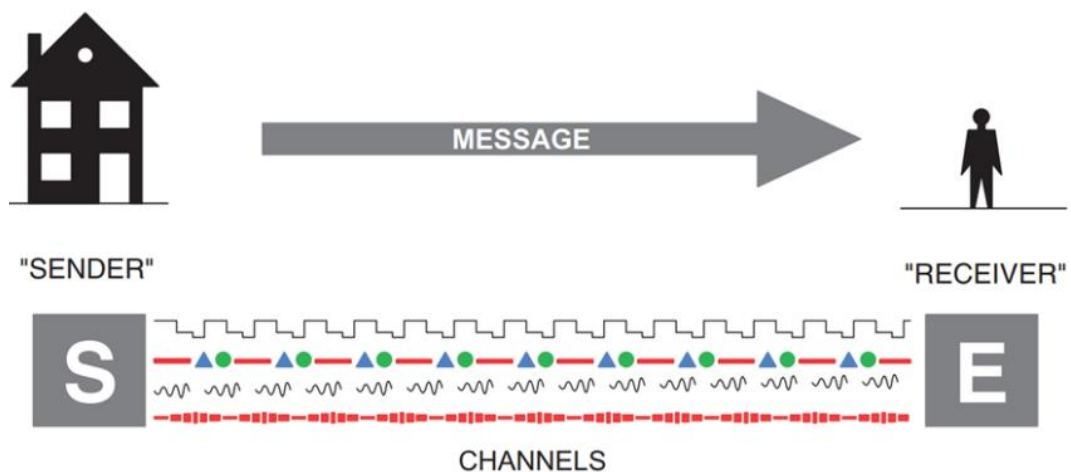 MESSAGE
"SENDER"
"RECEIVER"
S
E
CHANNELS